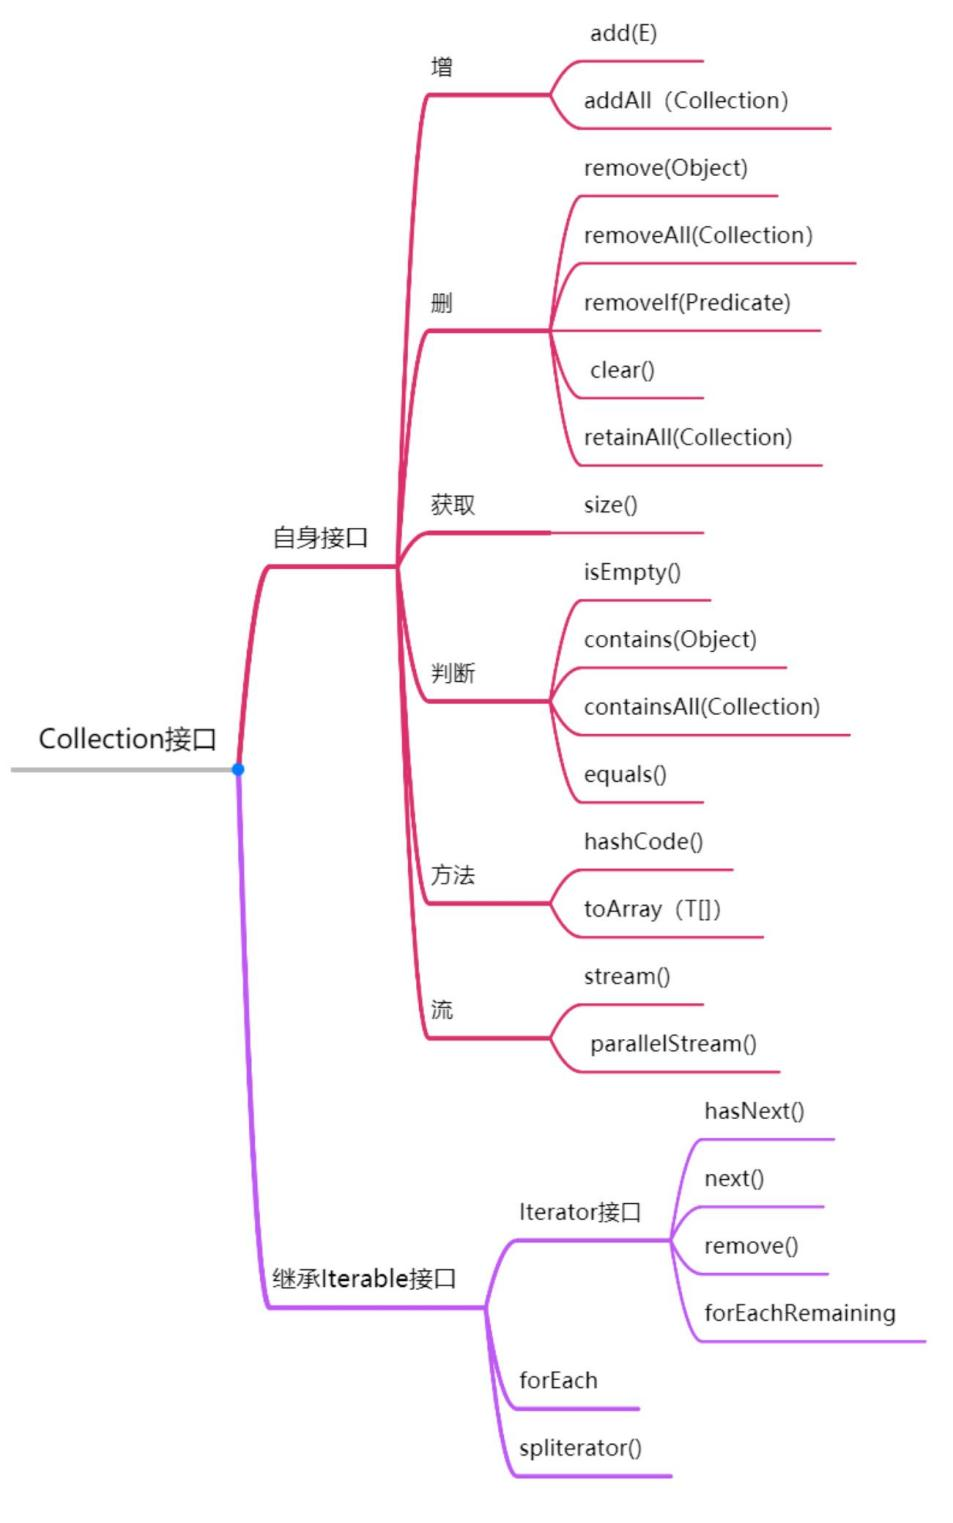 add(E)
增
addAll（Collection）
remove(Object)
removeAll(Collection）
删
removeIf(Predicate)
clear()
retainAll(Collection)
获取
size()
自身接口
isEmpty()
contains(Object)
判断
containsAll(Collection)
Collection接口
equals()
hashCode()
方法
toArray（T[]）
stream()
流
parallelStream()
hasNext()
next()
Iterator接口
remove()
继承Iterable接口
forEachRemaining
forEach
spliterator()